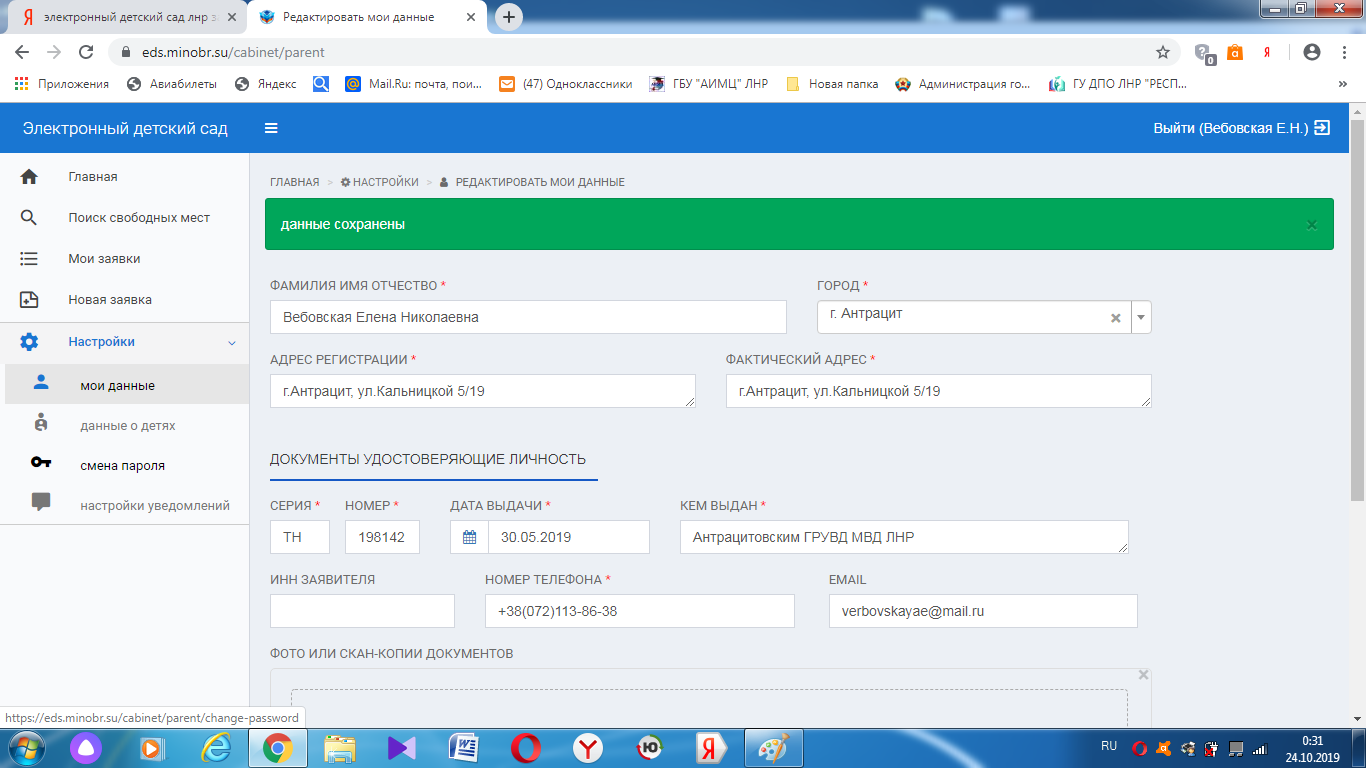 электронный детский сад лнр за
Редактировать мои данные
eds.minobr.su/cabinet/parent
Приложения
Авиабилеты
Яндекс
Mail.Ru: почта, пои...
(47) Одноклассники
ГБУ "АИМЦ" ЛНР
Новая папка
Администрация го...
ГУ ДПО ЛНР "РЕСП...
Электронный детский сад
Выйти (Вебовская Е.Н.)
Главная
Поиск свободных мест
Мои заявки
Новая заявка
Настройки
мои данные
данные о детях
смена пароля
настройки уведомлений
ГЛАВНАЯ > НАСТРОЙКИ > РЕДАКТИРОВАТЬ МОИ ДАННЫЕ
данные сохранены
ФАМИЛИЯ ИМЯ ОТЧЕСТВО * ГОРОД *
Вебовская Елена Николаевна г. Антрацит
АДРЕС РЕГИСТРАЦИИ * ФАКТИЧЕСКИЙ АДРЕС *
г.Антрацит, ул.Кальницкой 5/19 г.Антрацит, ул.Кальницкой 5/19
ДОКУМЕНТЫ УДОСТОВЕРЯЮЩИЕ ЛИЧНОСТЬ
СЕРИЯ * НОМЕР * ДАТА ВЫДАЧИ * КЕМ ВЫДАН *
ТН 198142 30.05.2019 Антрацитовским ГРУВД МВД ЛНР
ИНН ЗАЯВИТЕЛЯ НОМЕР ТЕЛЕФОНА * EMAIL
+38(072)113-86-38 verbovskayae@mail.ru
ФОТО ИЛИ СКАН-КОПИИ ДОКУМЕНТОВ
https://eds.minobr.su/cabinet/parent/change-password
RU
0:31
24.10.2019